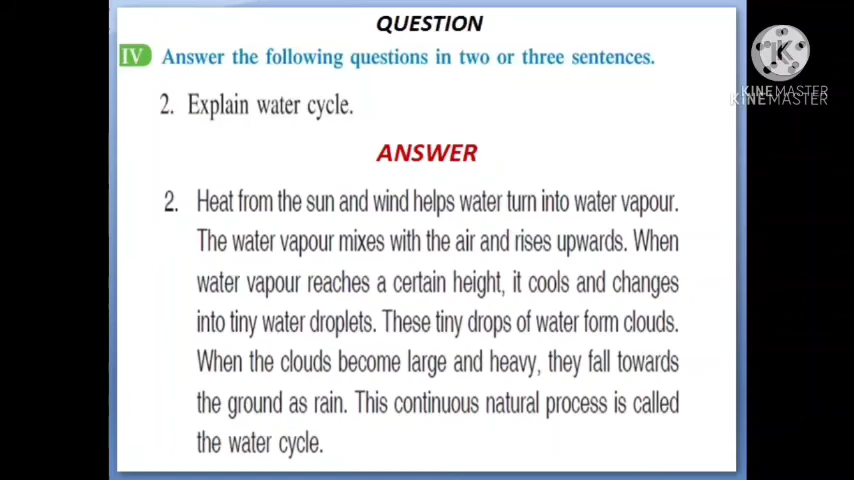 QUESTION
IV Answer the following questions in two or three sentences.
2. Explain water cycle.
ANSWER
2. Heat from the sun and wind helps water turn into water vapour.
The water vapour mixes with the air and rises upwards. When
water vapour reaches a certain height, it cools and changes
into tiny water droplets. These tiny drops of water form clouds.
When the clouds become large and heavy, they fall towards
the ground as rain. This continuous natural process is called
the water cycle.
K
KINEMASTER
KINEMASTER